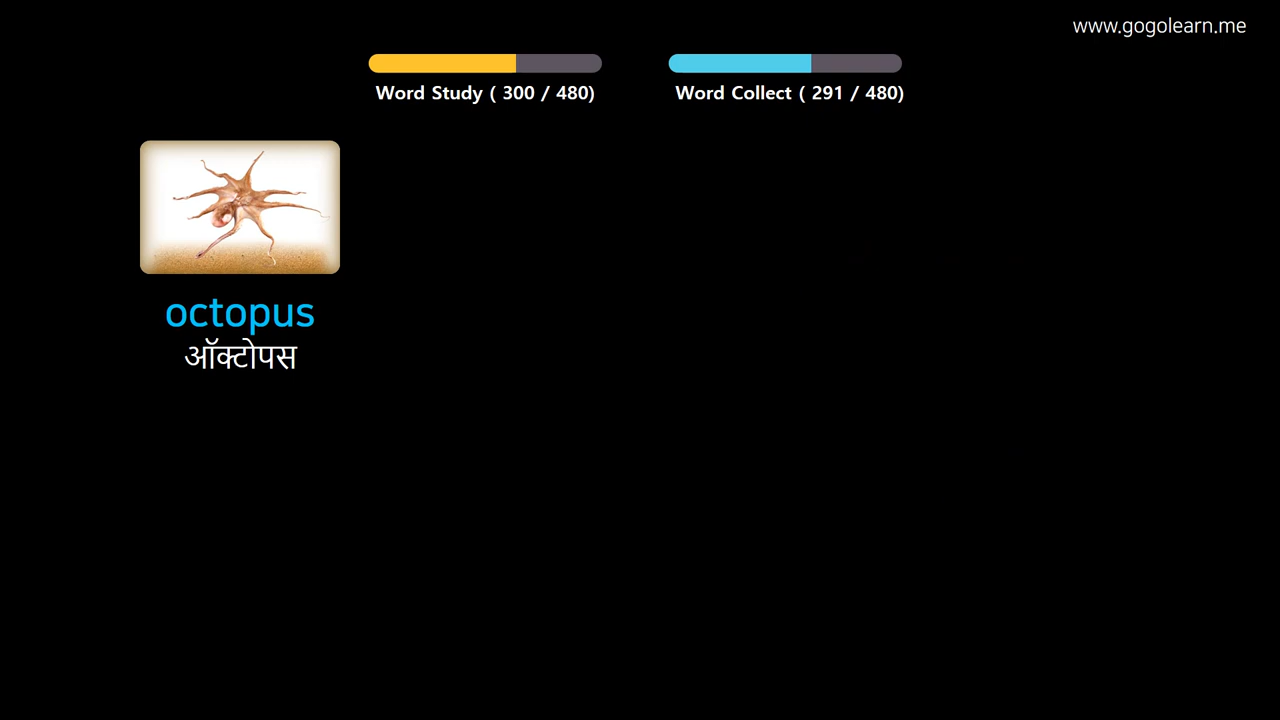 www.gogolearn.me
Word Study ( 300 / 480)
Word Collect ( 291 / 480)
octopus
ऑक्टोपस